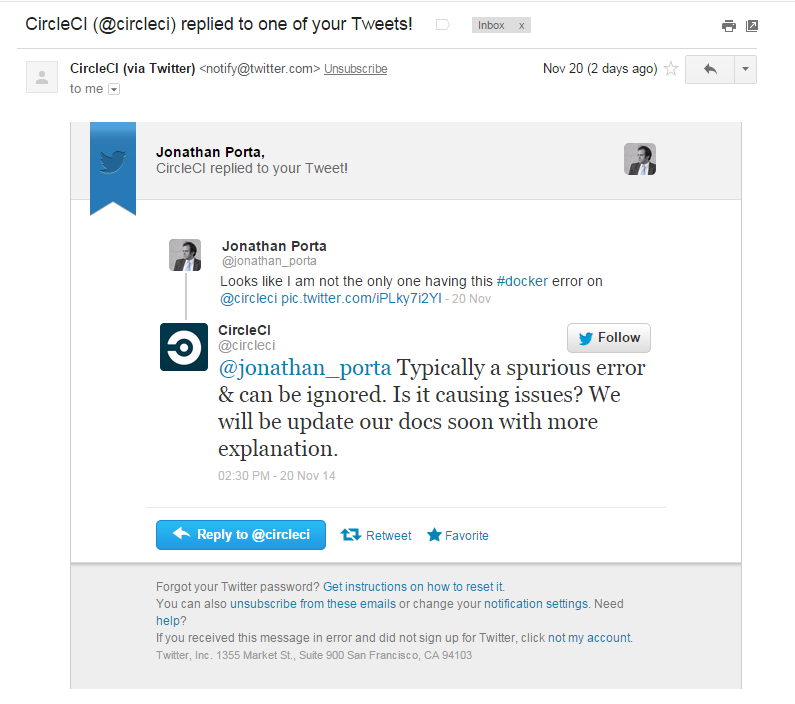 CircleCI (@circleci) replied to one of your Tweets!
Inbox x
CircleCI (via Twitter) <notify@twitter.com> Unsubscribe
Nov 20 (2 days ago)
to me
Jonathan Porta,
CircleCI replied to your Tweet!
Jonathan Porta
@jonathan_porta
Looks like I am not the only one having this #docker error on
@circleci pic.twitter.com/iPLky7i2YI - 20 Nov
CircleCI
@circleci
Follow
@jonathan_porta Typically a spurious error
& can be ignored. Is it causing issues? We
will be update our docs soon with more
explanation.
02:30 PM - 20 Nov 14
Reply to @circleci
Retweet
Favorite
Forgot your Twitter password? Get instructions on how to reset it.
You can also unsubscribe from these emails or change your notification settings. Need
help?
If you received this message in error and did not sign up for Twitter, click not my account.
Twitter, Inc. 1355 Market St., Suite 900 San Francisco, CA 94103